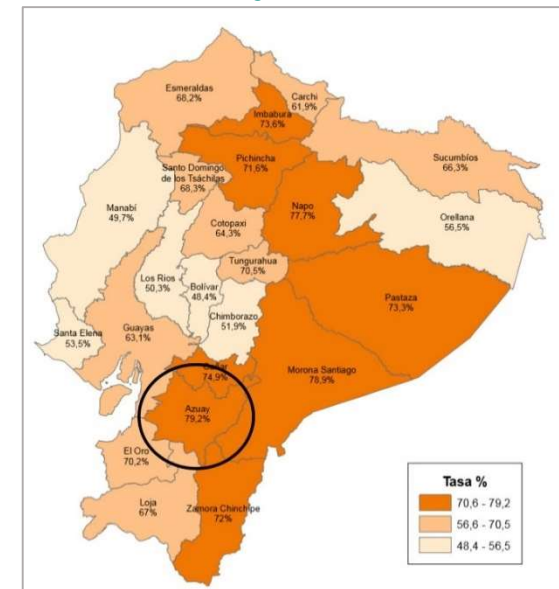 Esmeraldas
68,2%
Carchi
61,9%
Imbabura
73,6%
Pichincha
71,6%
Sucumbíos
66,3%
Santo Domingo
de los Tsáchilas
68,3%
Napo
77,7%
Manabí
49,7%
Orellana
56,5%
Cotopaxi
64,3%
Tungurahua
70,5%
Los Ríos
50,3%
Bolívar
48,4%
Pastaza
73,3%
Chimborazo
51,9%
Santa Elena
53,5%
Guayas
63,1%
74,9%
Morona Santiago
78,9%
Azuay
79,2%
El Oro
70,2%
Loja
67%
Zamora Chinchipe
72%
Tasa %
70,6 - 79,2
56,6 - 70,5
48,4 - 56,5